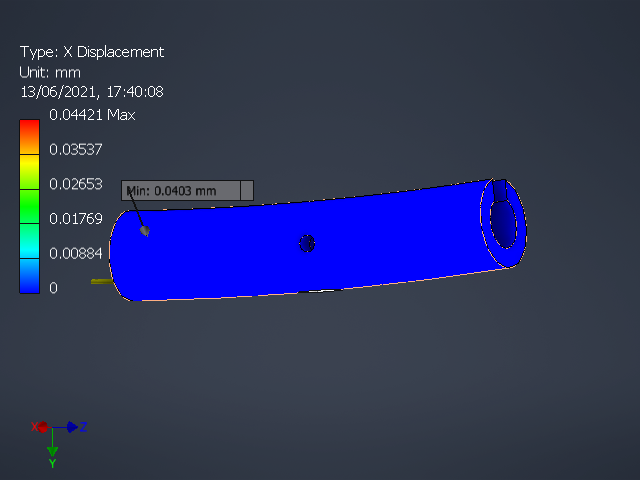 Type: X Displacement
Unit: mm
13/06/2021, 17:40:08
0.04421 Max
0.03537
0.02653
0.01769
0.00884
0
Min: 0.0403 mm
X
Z
Y